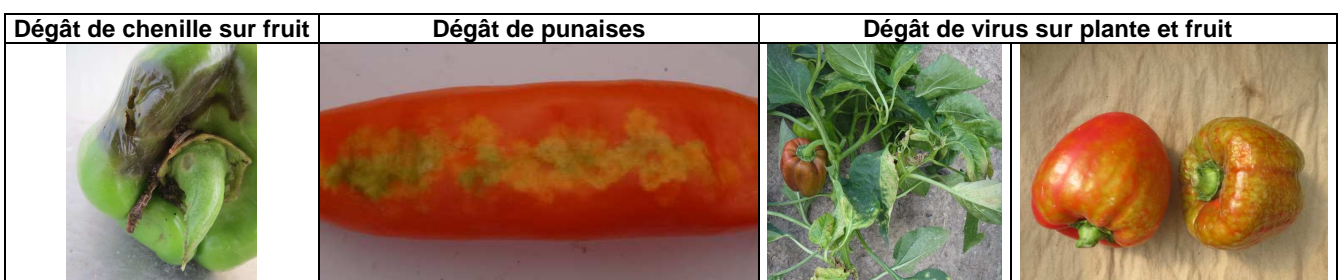 Dégât de chenille sur fruit
Dégât de punaises
Dégât de virus sur plante et fruit